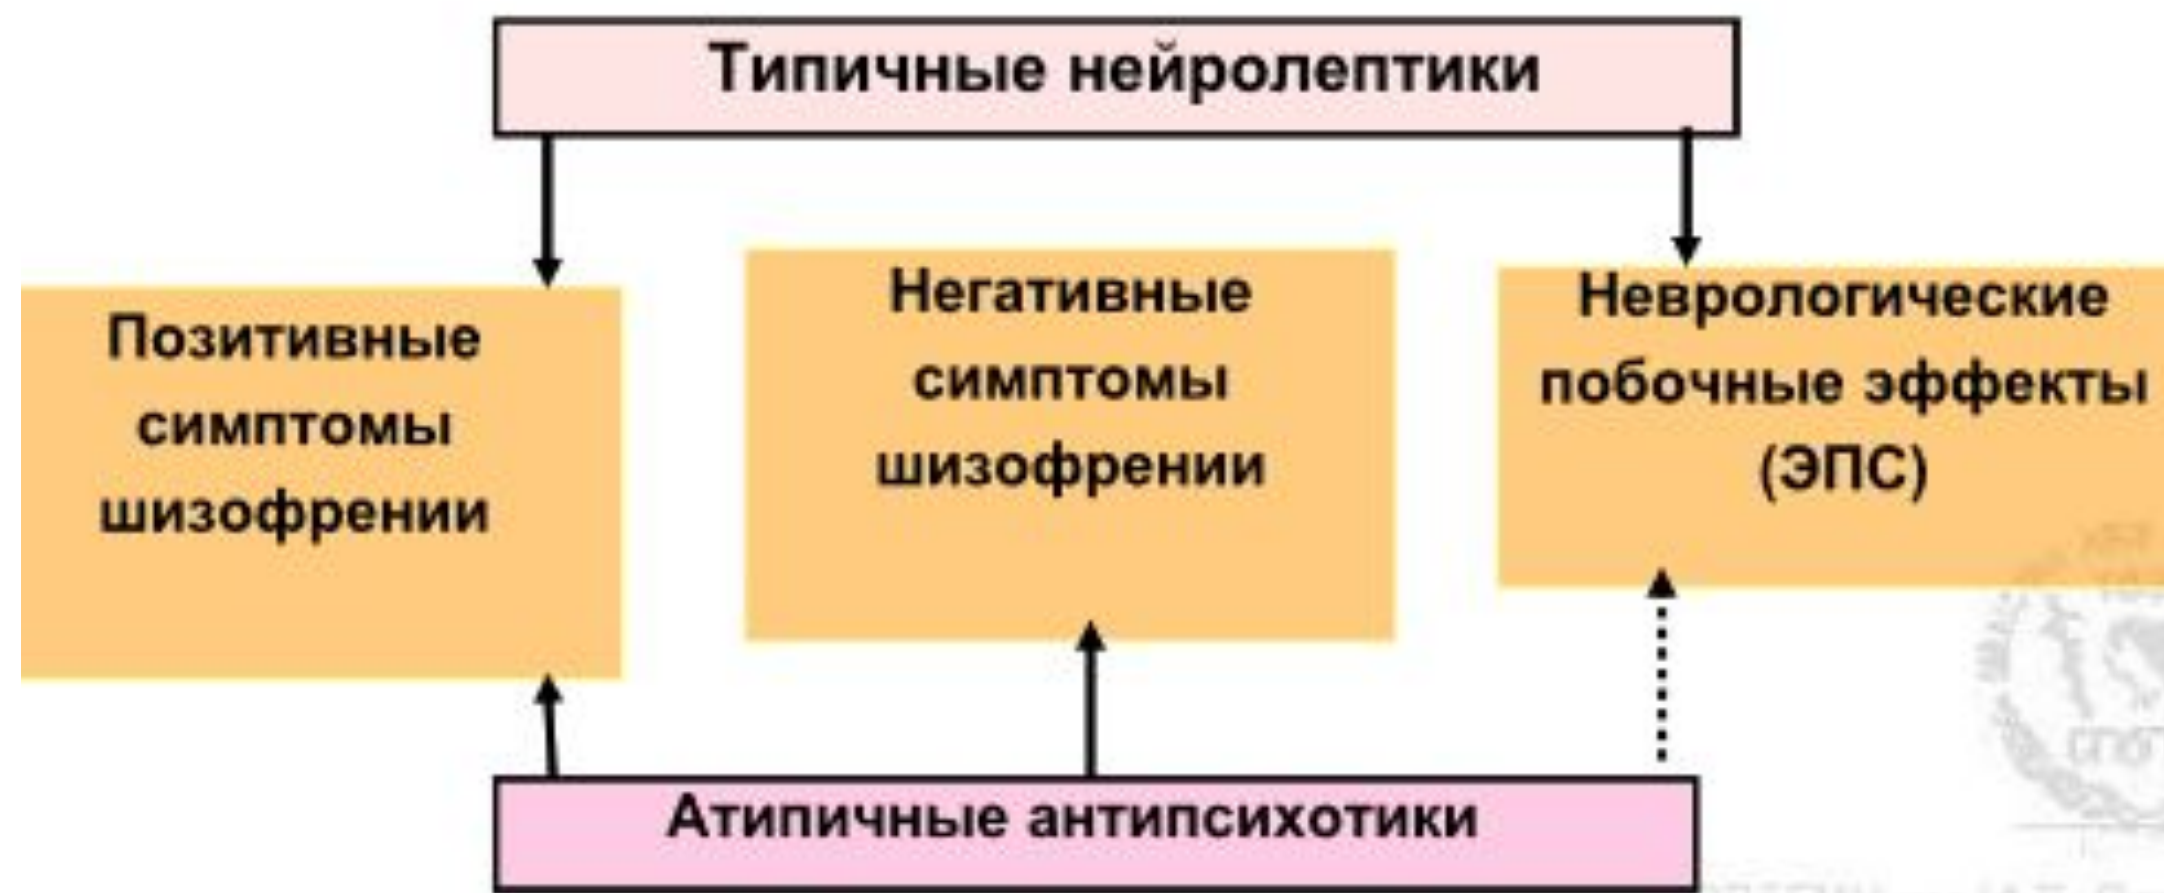 Типичные нейролептики
Позитивные
симптомы
шизофрении
Негативные
симптомы
шизофрении
Неврологические
побочные эффекты
(ЭПС)
Атипичные антипсихотики